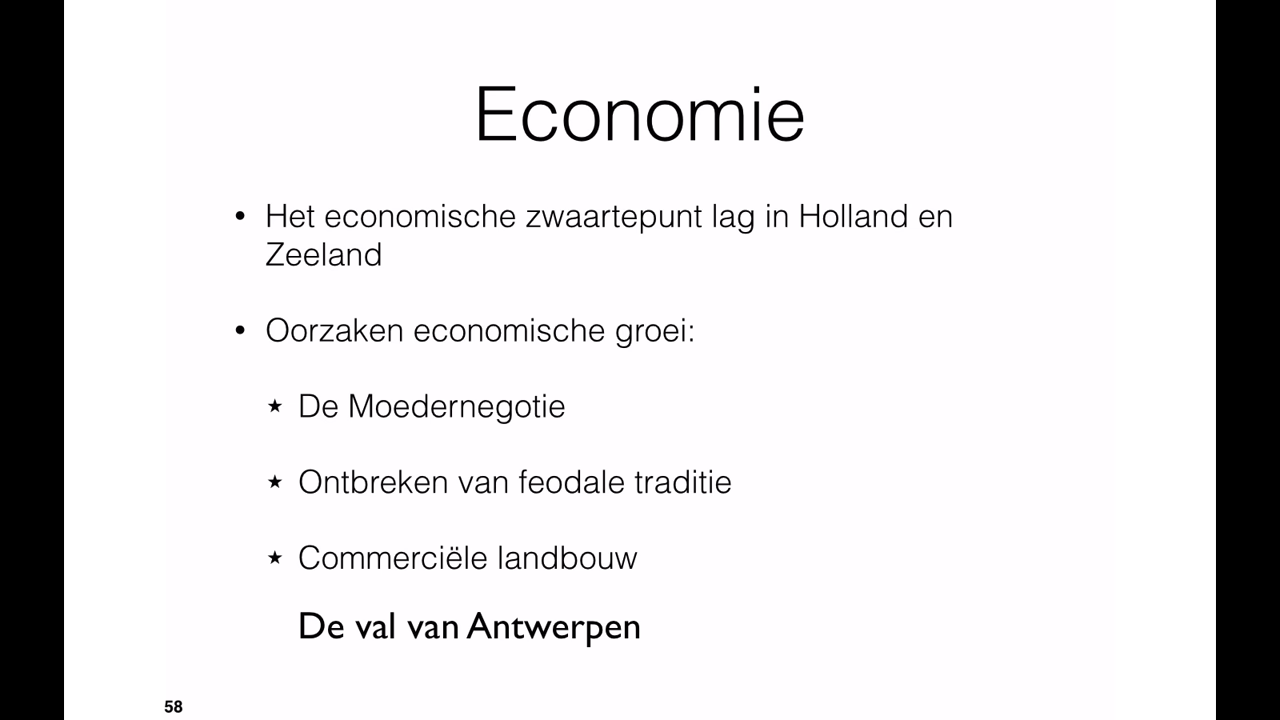 Economie
• Het economische zwaartepunt lag in Holland en
Zeeland
• Oorzaken economische groei:
★ De Moedernegotie
★ Ontbreken van feodale traditie
★ Commerciële landbouw
De val van Antwerpen
58